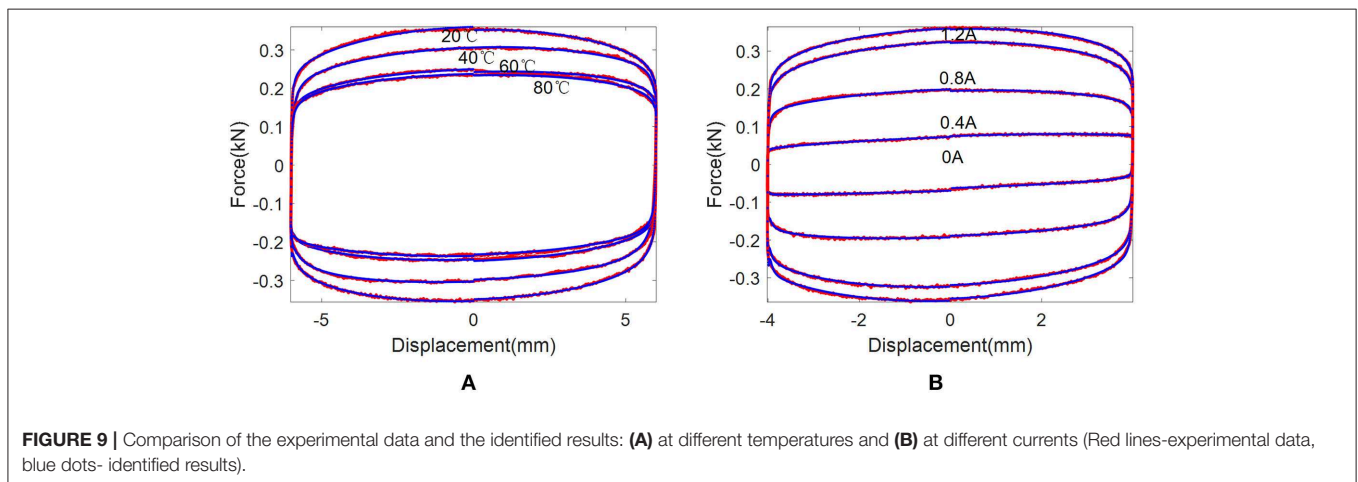 Force(kN)
0.3
0.2
0.1
0
-0.1
-0.2
-0.3
20℃
40℃
60℃
80℃
-5
0
5
Displacement(mm)
A
Force(kN)
0.3
0.2
0.1
0
-0.1
-0.2
-0.3
1.2A
0.8A
0.4A
0A
-4
-2
0
2
Displacement(mm)
B
FIGURE 9 | Comparison of the experimental data and the identified results: (A) at different temperatures and (B) at different currents (Red lines-experimental data,
blue dots- identified results).